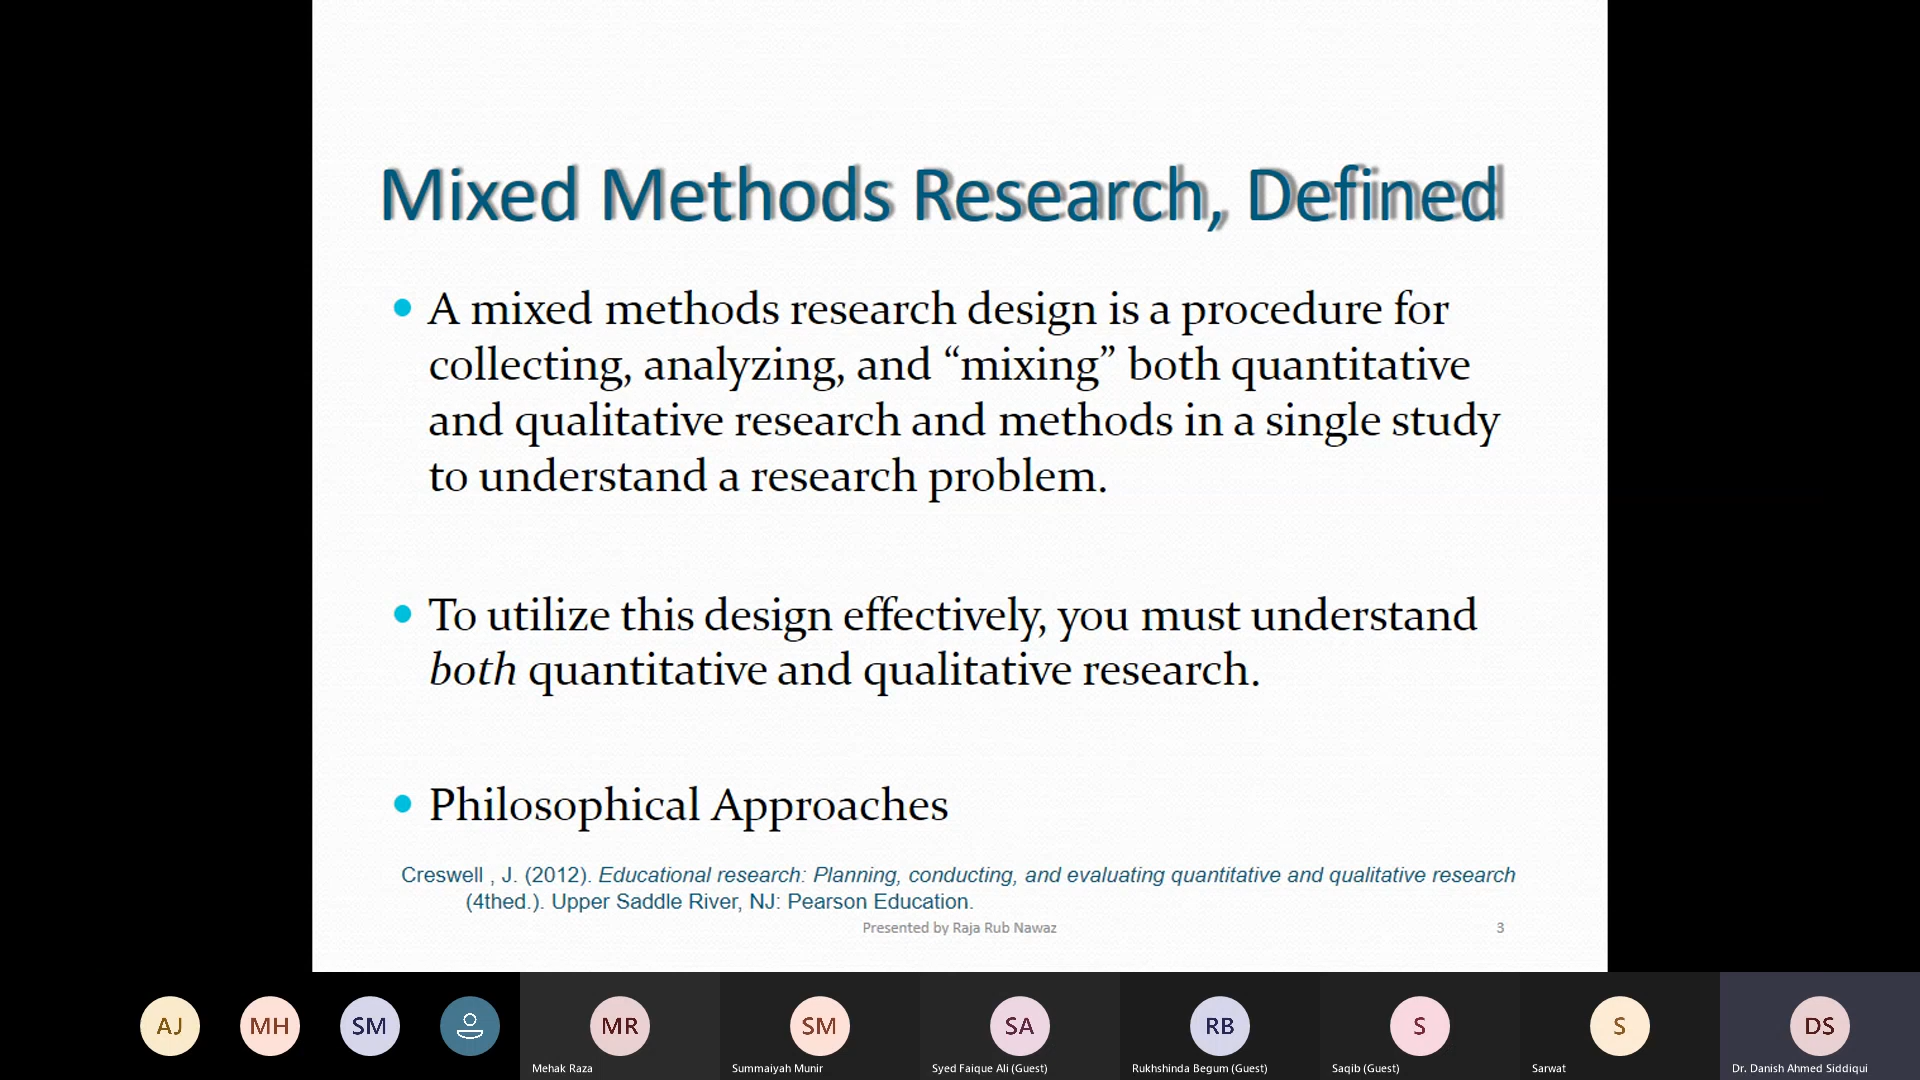 Mixed Methods Research, Defined
• A mixed methods research design is a procedure for
collecting, analyzing, and “mixing” both quantitative
and qualitative research and methods in a single study
to understand a research problem.
• To utilize this design effectively, you must understand
both quantitative and qualitative research.
• Philosophical Approaches
Creswell , J. (2012). Educational research: Planning, conducting, and evaluating quantitative and qualitative research
(4thed.). Upper Saddle River, NJ: Pearson Education.
Presented by Raja Rub Nawaz
3
AJ
MH
SM
MR
SM
SA
RB
S
S
DS
Mehak Raza
Summaiyah Munir
Syed Faique Ali (Guest)
Rukhshinda Begum (Guest)
Saqib (Guest)
Sarwat
Dr. Danish Ahmed Siddiqui